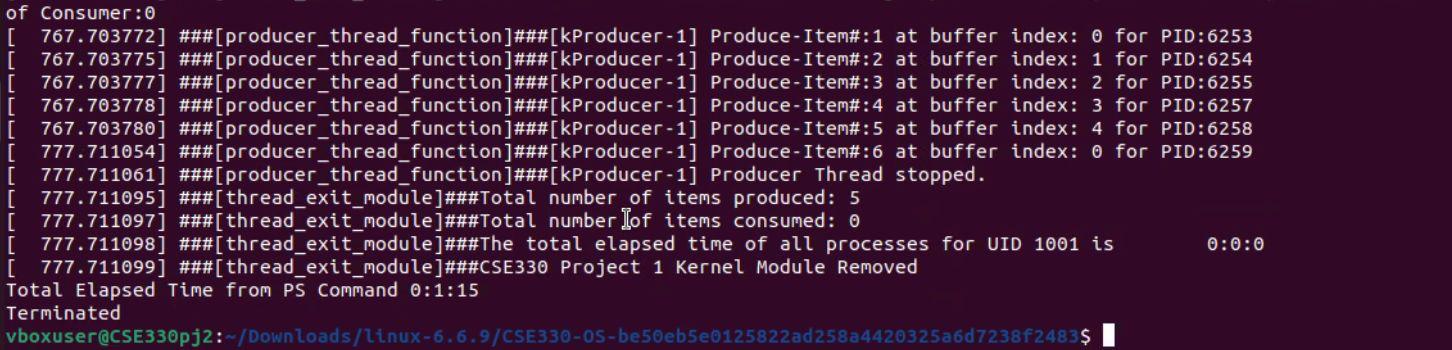 of Consumer:0
[  767.703772] ###[producer_thread_function]###[kProducer-1] Produce-Item#:1 at buffer index: 0 for PID:6253
[  767.703775] ###[producer_thread_function]###[kProducer-1] Produce-Item#:2 at buffer index: 1 for PID:6254
[  767.703777] ###[producer_thread_function]###[kProducer-1] Produce-Item#:3 at buffer index: 2 for PID:6255
[  767.703778] ###[producer_thread_function]###[kProducer-1] Produce-Item#:4 at buffer index: 3 for PID:6257
[  767.703780] ###[producer_thread_function]###[kProducer-1] Produce-Item#:5 at buffer index: 4 for PID:6258
[  777.711054] ###[producer_thread_function]###[kProducer-1] Produce-Item#:6 at buffer index: 0 for PID:6259
[  777.711061] ###[producer_thread_function]###[kProducer-1] Producer Thread stopped.
[  777.711095] ###[thread_exit_module]###Total number of items produced: 5
[  777.711097] ###[thread_exit_module]###Total number of items consumed: 0
[  777.711098] ###[thread_exit_module]###The total elapsed time of all processes for UID 1001 is        0:0:0
[  777.711099] ###[thread_exit_module]###CSE330 Project 1 Kernel Module Removed
Total Elapsed Time from PS Command 0:1:15
Terminated
vboxuser@CSE330pj2:~/Downloads/linux-6.6.9/CSE330-OS-be50eb5e0125822ad258a4420325a6d7238f2483$